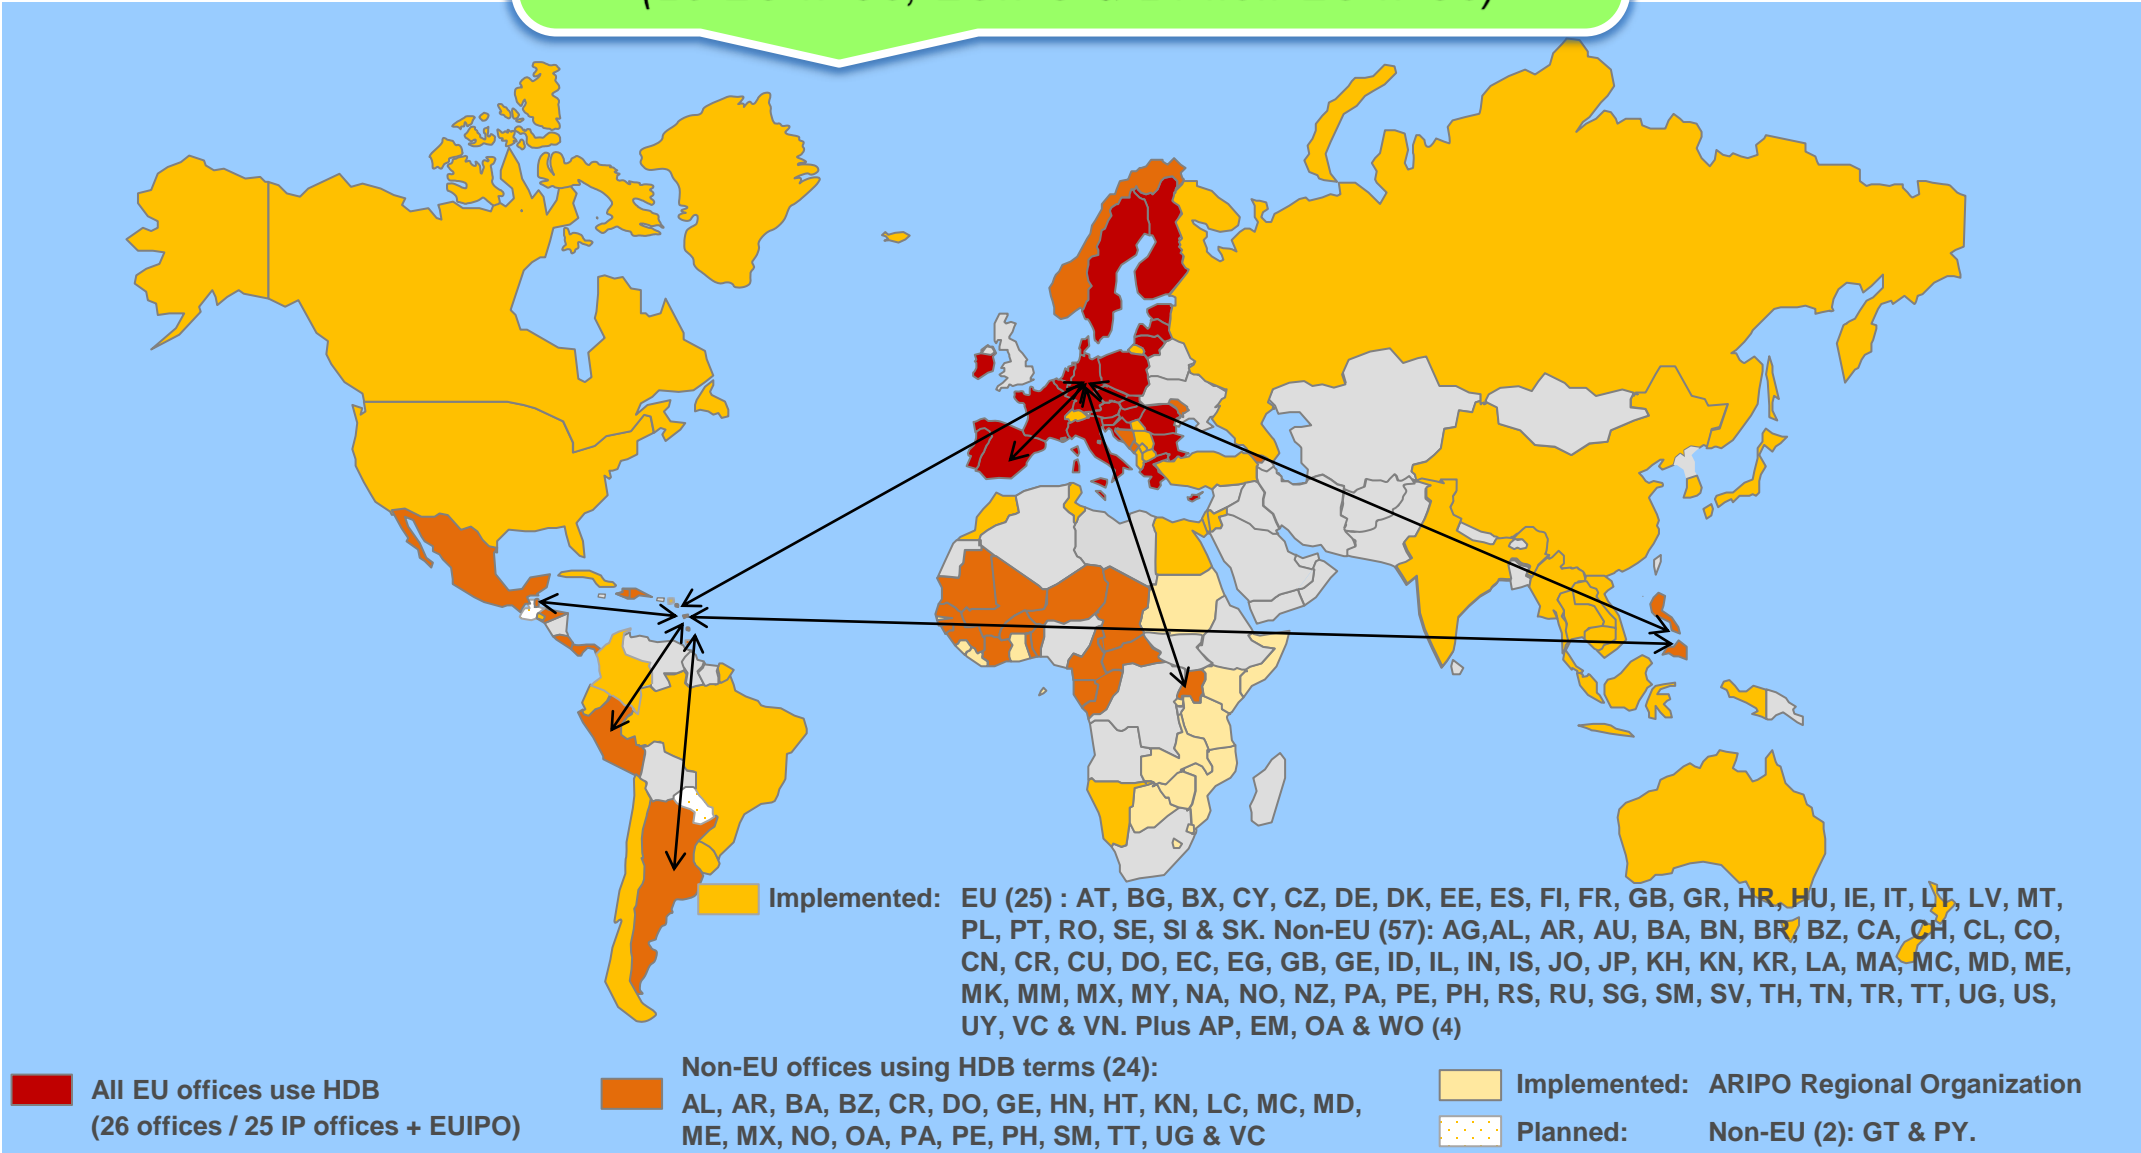 Implemented: EU (25) : AT, BG, BX, CY, CZ, DE, DK, EE, ES, FI, FR, GB, GR, HR, HU, IE, IT, LT, LV, MT,
PL, PT, RO, SE, SI & SK. Non-EU (57): AG,AL, AR, AU, BA, BN, BR, BZ, CA, CH, CL, CO,
CN, CR, CU, DO, EC, EG, GB, GE, ID, IL, IN, IS, JO, JP, KH, KN, KR, LA, MA, MC, MD, ME,
MK, MM, MX, MY, NA, NO, NZ, PA, PE, PH, RS, RU, SG, SM, SV, TH, TN, TR, TT, UG, US,
UY, VC & VN. Plus AP, EM, OA & WO (4)
All EU offices use HDB
(26 offices / 25 IP offices + EUIPO)
Non-EU offices using HDB terms (24):
AL, AR, BA, BZ, CR, DO, GE, HN, HT, KN, LC, MC, MD,
ME, MX, NO, OA, PA, PE, PH, SM, TT, UG & VC
Implemented: ARIPO Regional Organization
Planned: Non-EU (2): GT & PY.